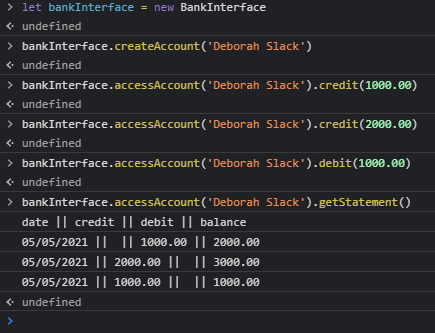 > let bankInterface = new BankInterface
< undefined
> bankInterface.createAccount('Deborah Slack')
< undefined
> bankInterface.accessAccount('Deborah Slack').credit(1000.00)
< undefined
> bankInterface.accessAccount('Deborah Slack').credit(2000.00)
< undefined
> bankInterface.accessAccount('Deborah Slack').debit(1000.00)
< undefined
> bankInterface.accessAccount('Deborah Slack').getStatement()
date || credit || debit || balance
05/05/2021 || || 1000.00 || 2000.00
05/05/2021 || 2000.00 || || 3000.00
05/05/2021 || 1000.00 || || 1000.00
< undefined
>